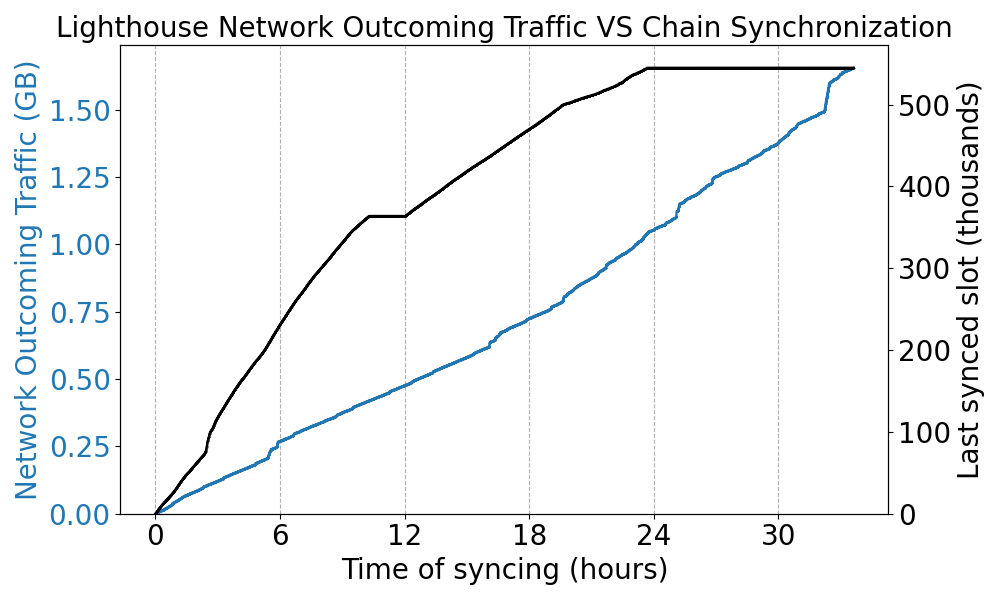 Lighthouse Network Outcoming Traffic VS Chain Synchronization
Network Outcoming Traffic (GB)
1.50
1.25
1.00
0.75
0.50
0.25
0.00
500
400
300
200
100
0
Last synced slot (thousands)
0 6 12 18 24 30
Time of syncing (hours)